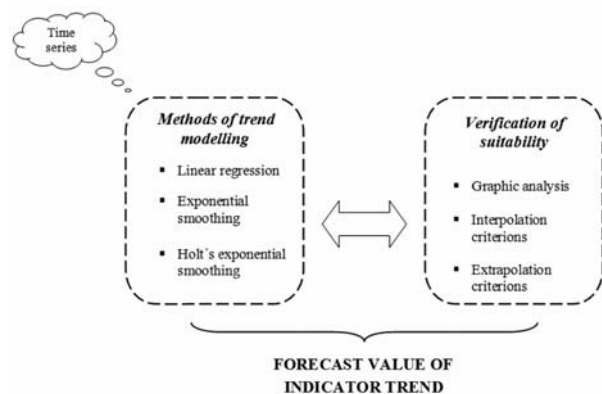 Time
series
Methods of trend
modelling
▪ Linear regression
▪ Exponential
smoothing
▪ Holt´s exponential
smoothing
Verification of
suitability
▪ Graphic analysis
▪ Interpolation
criterions
▪ Extrapolation
criterions
FORECAST VALUE OF
INDICATOR TREND